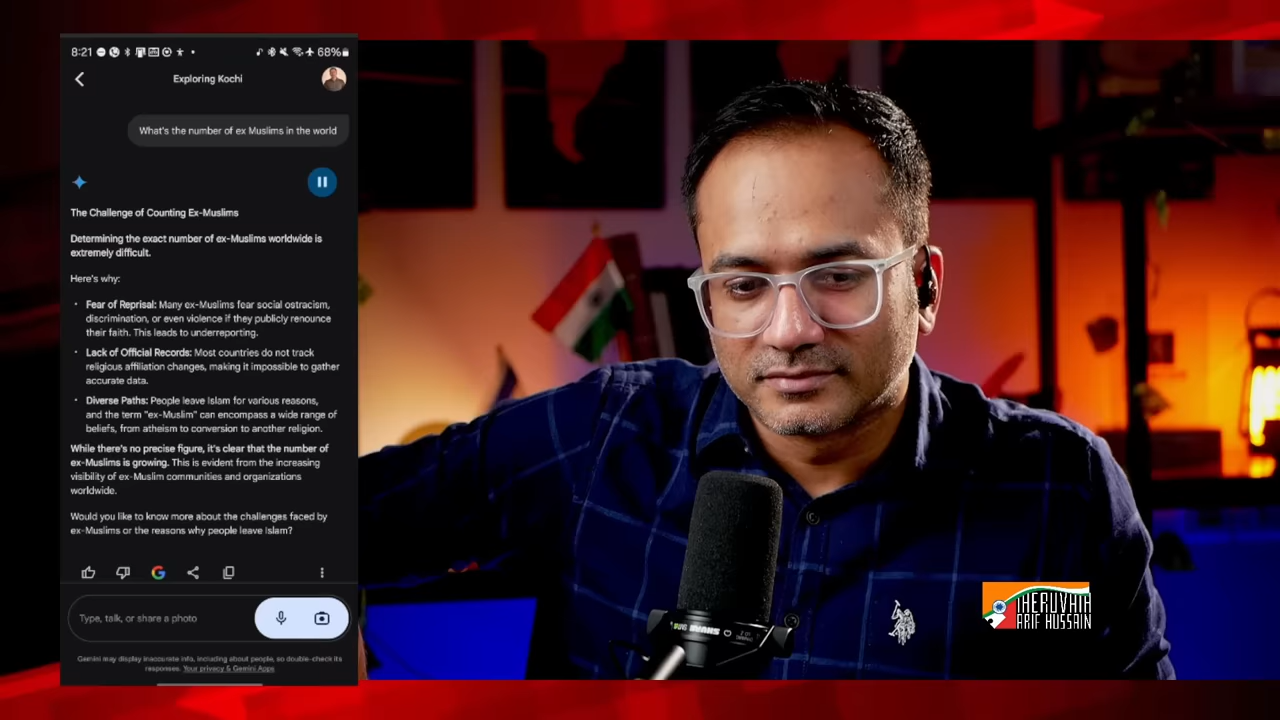 8:21
68%
Exploring Kochi
What's the number of ex Muslims in the world
The Challenge of Counting Ex-Muslims
Determining the exact number of ex-Muslims worldwide is
extremely difficult.
Here's why:
• Fear of Reprisal: Many ex-Muslims fear social ostracism,
discrimination, or even violence if they publicly renounce
their faith. This leads to underreporting.
• Lack of Official Records: Most countries do not track
religious affiliation changes, making it impossible to gather
accurate data.
• Diverse Paths: People leave Islam for various reasons,
and the term "ex-Muslim" can encompass a wide range of
beliefs, from atheism to conversion to another religion.
While there's no precise figure, it's clear that the number of
ex-Muslims is growing. This is evident from the increasing
visibility of ex-Muslim communities and organizations
worldwide.
Would you like to know more about the challenges faced by
ex-Muslims or the reasons why people leave Islam?
Type, talk, or share a photo
Gemini may display inaccurate info, including about people, so double-check its
responses. Your privacy & Gemini Apps
SHURE
THERUVATH
ARIF HUSSAIN